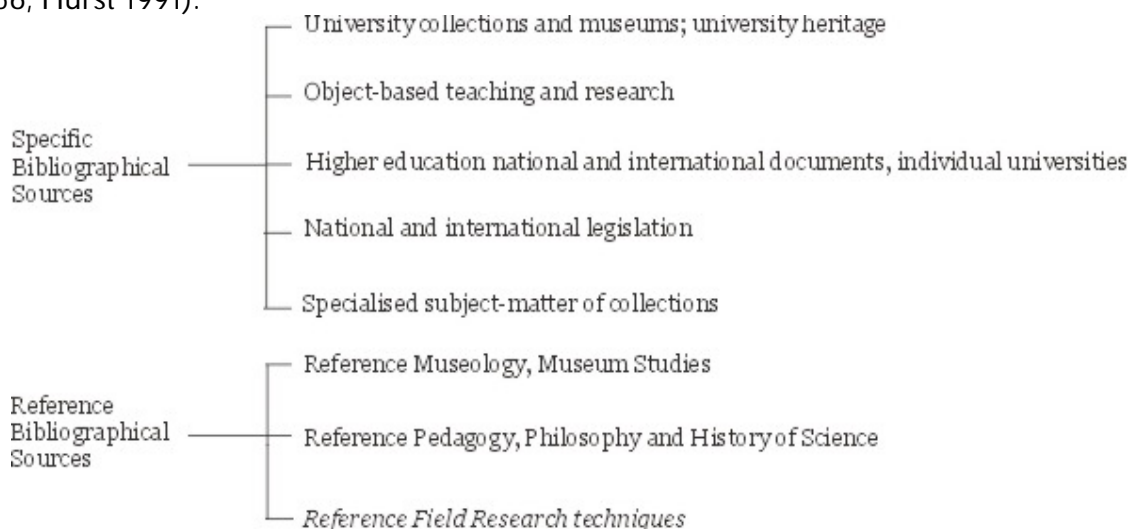 Hurst 1991).
University collections and museums; university heritage
Object-based teaching and research
Specific
Bibliographical
Sources
Higher education national and international documents, individual universities
National and international legislation
Specialised subject-matter of collections
Reference Museology, Museum Studies
Reference
Bibliographical
Sources
Reference Pedagogy, Philosophy and History of Science
Reference Field Research techniques